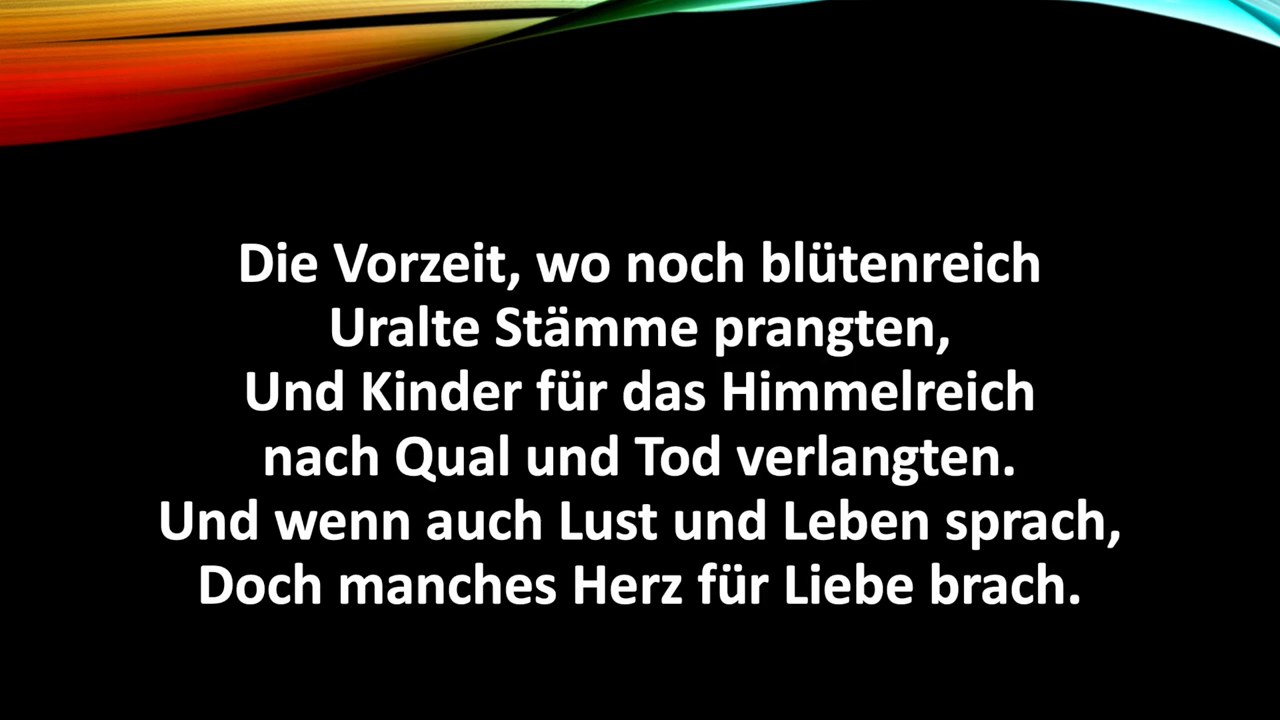 Die Vorzeit, wo noch blütenreich
Uralte Stämme prangten,
Und Kinder für das Himmelreich
nach Qual und Tod verlangten.
Und wenn auch Lust und Leben sprach,
Doch manches Herz für Liebe brach.